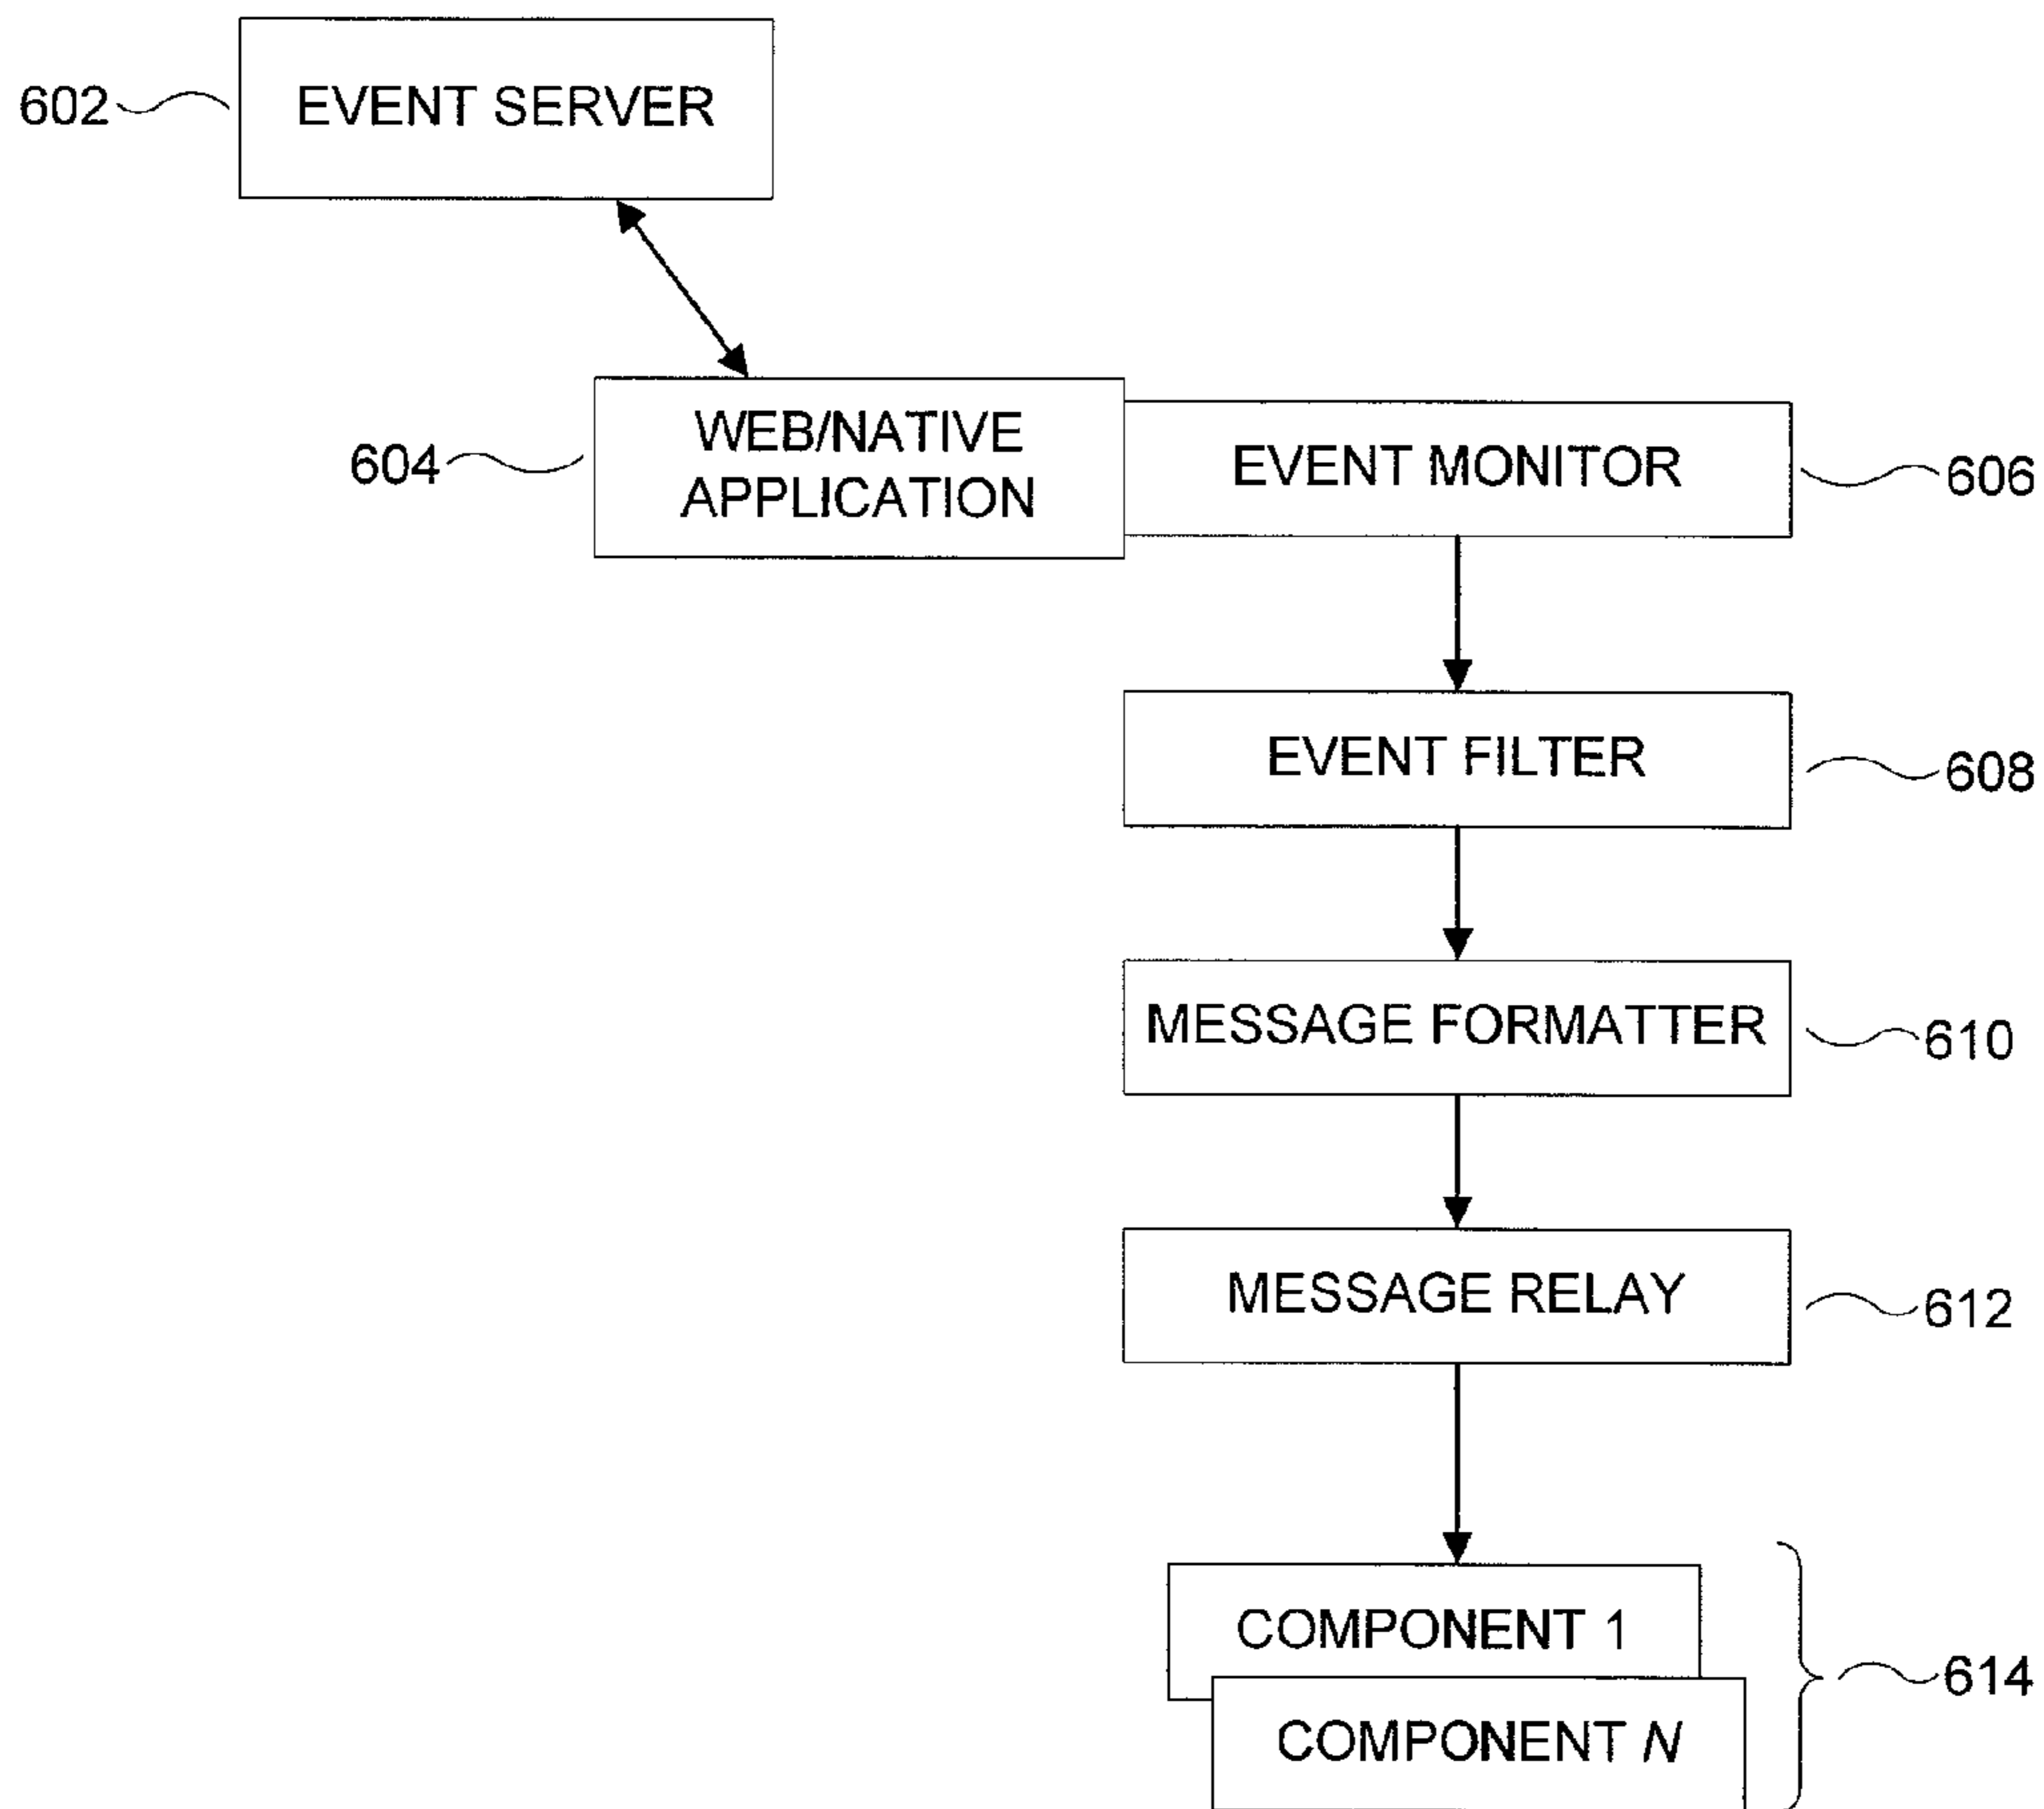 602
EVENT SERVER
604
WEB/NATIVE
APPLICATION
EVENT MONITOR
606
EVENT FILTER
608
MESSAGE FORMATTER
610
MESSAGE RELAY
612
COMPONENT 1
614
COMPONENT N